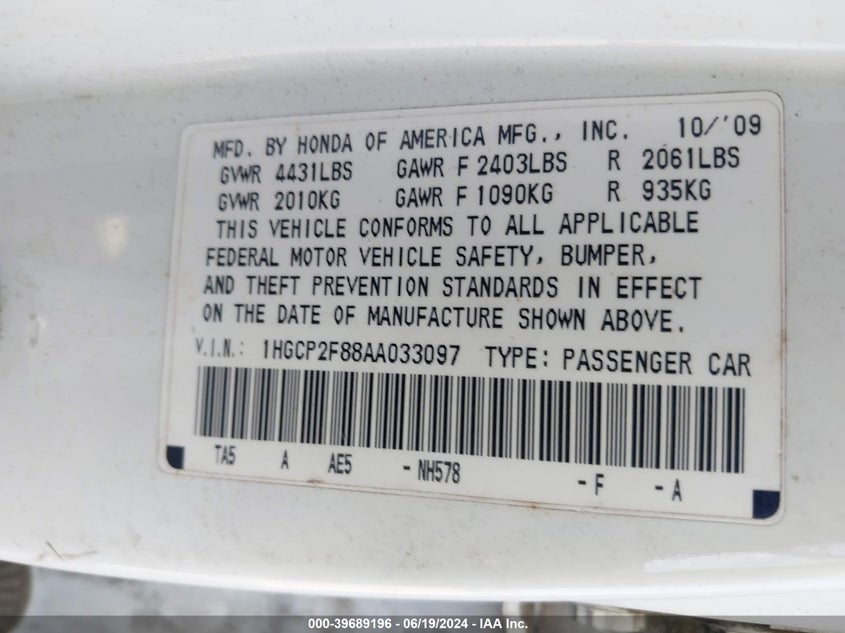 MFD. BY HONDA OF AMERICA MFG., INC. 10/'09
GVWR 4431LBS GAWR F 2403LBS R 2061LBS
GVWR 2010KG GAWR F 1090KG R 935KG
THIS VEHICLE CONFORMS TO ALL APPLICABLE
FEDERAL MOTOR VEHICLE SAFETY, BUMPER,
AND THEFT PREVENTION STANDARDS IN EFFECT
ON THE DATE OF MANUFACTURE SHOWN ABOVE.
V.I.N.: 1HGCP2F88AA033097 TYPE: PASSENGER CAR
TA5 A AE5 -NH578 -F -A
000-39689196 - 06/19/2024 - IAA Inc.